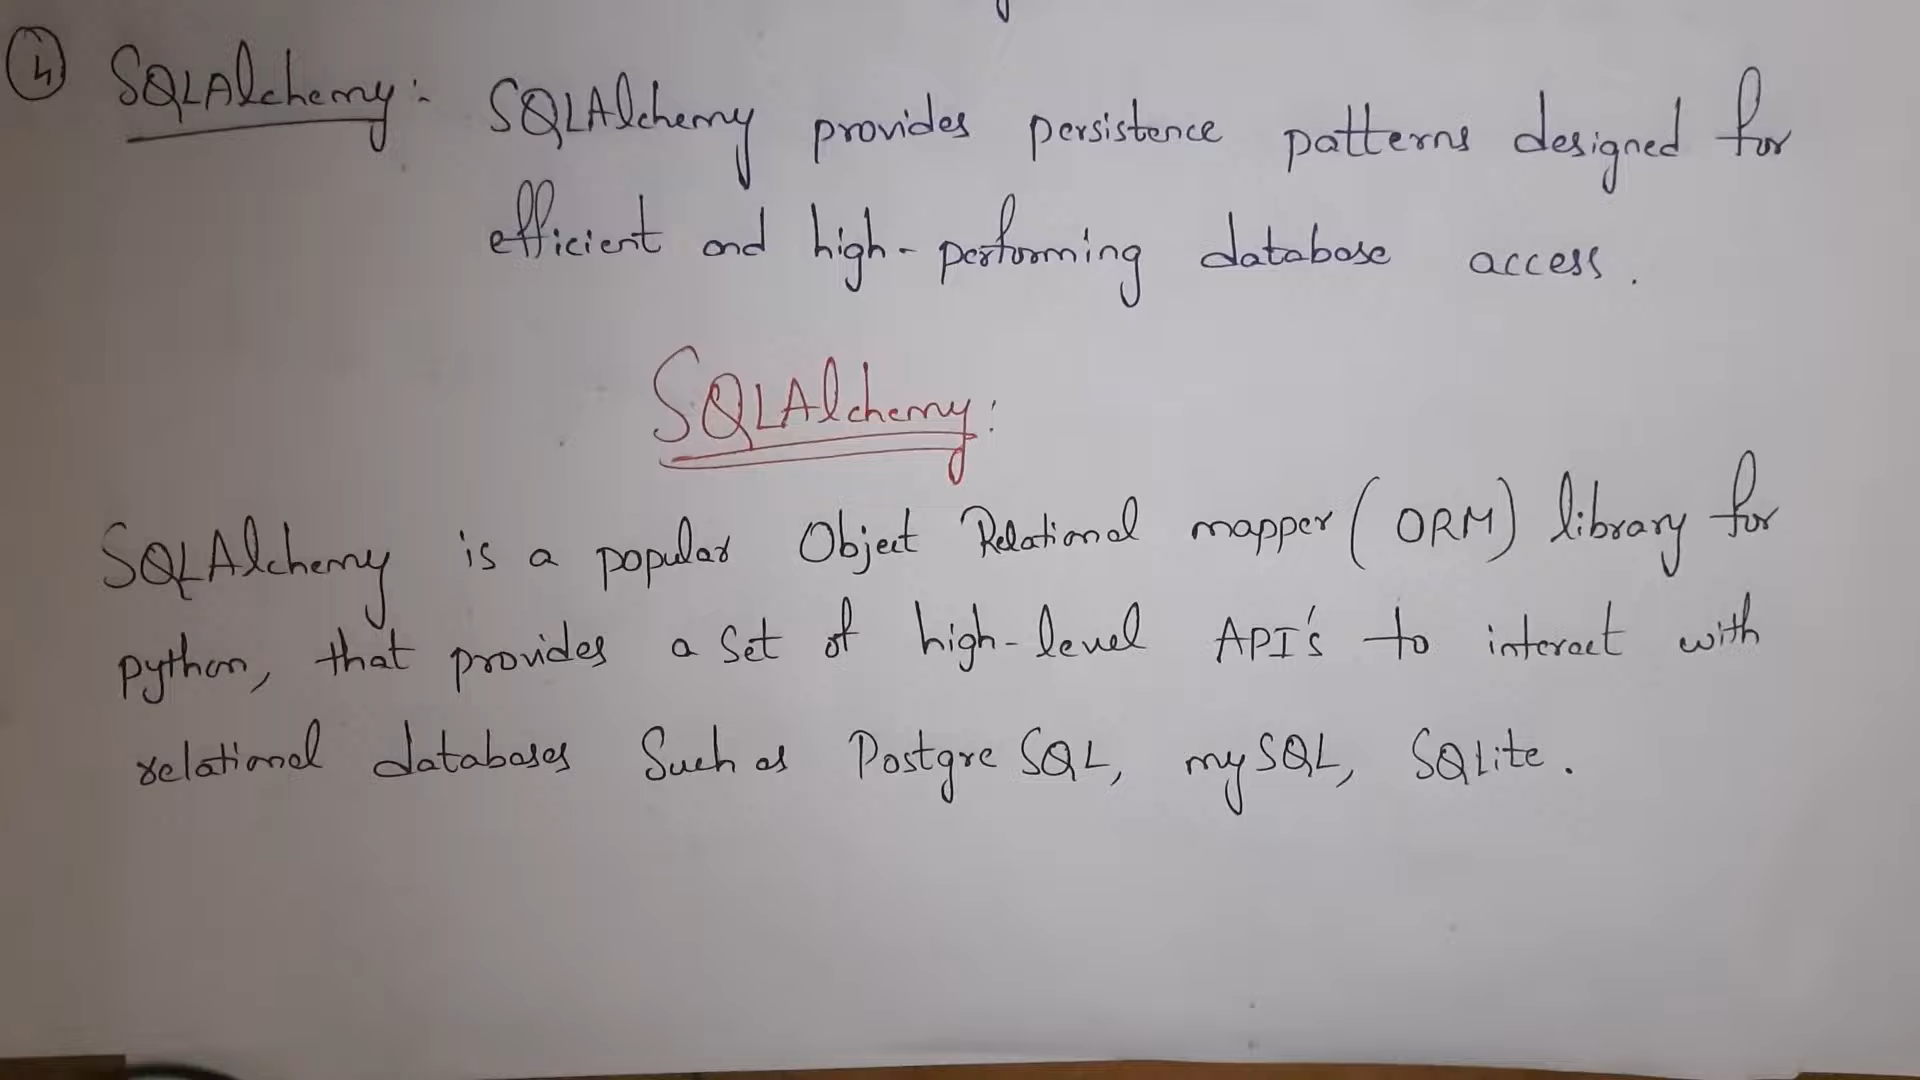 4 SQLAlchemy:- SQLAlchemy provides persistence patterns designed for
efficient and high-performing database access.
SQLAlchemy:
SQLAlchemy is a popular Object Relational mapper (ORM) library for
python, that provides a set of high-level API's to interact with
relational databases Such as PostgreSQL, mySQL, SQLite.